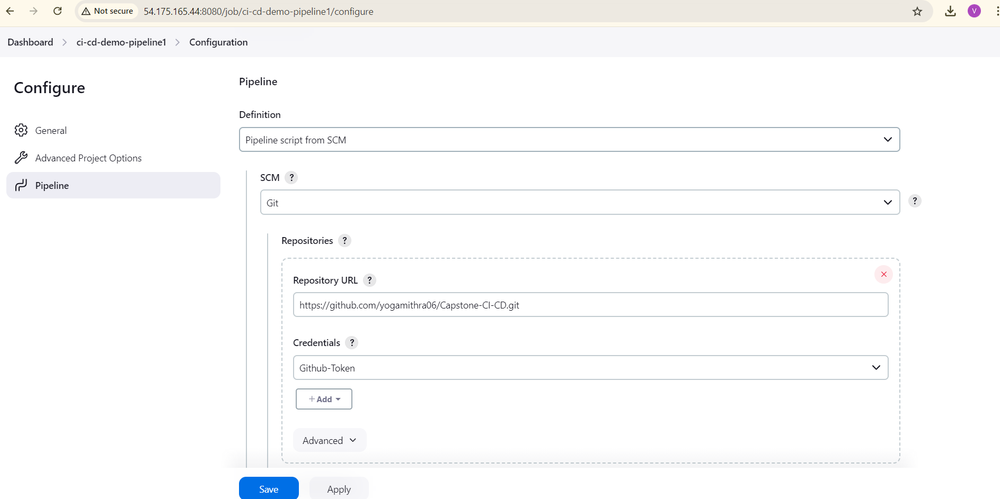 Not secure 54.175.165.44:8080/job/ci-cd-demo-pipeline1/configure V
Dashboard ci-cd-demo-pipeline1 Configuration
Configure
General
Advanced Project Options
Pipeline
Pipeline
Definition
Pipeline script from SCM
SCM ?
Git
?
Repositories ?
Repository URL ?
https://github.com/yogamithra06/Capstone-CI-CD.git
Credentials ?
Github-Token
+ Add
Advanced
Save Apply